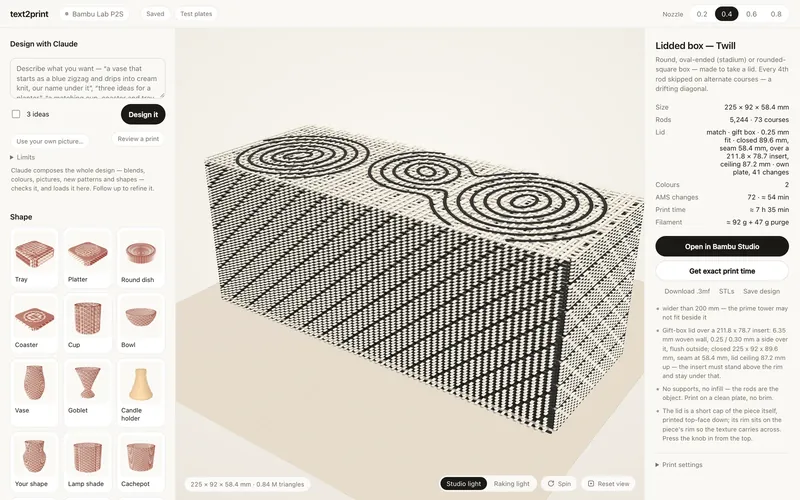 text2print
Bambu Lab P2S
Saved
Test plates
Nozzle
0.2
0.4
0.6
0.8
Design with Claude
Describe what you want — “a vase that
starts as a blue zigzag and drips into cream
knit, our name under it”, “three ideas for a
3 ideas
Design it
Use your own picture...
Review a print
Limits
Claude composes the whole design — blends,
colours, pictures, new patterns and shapes —
checks it, and loads it here. Follow up to refine it.
Shape
Tray
Platter
Round dish
Coaster
Cup
Bowl
Vase
Goblet
Candle
holder
Your shape
Lamp shade
Cachepot
225 × 92 × 58.4 mm · 0.84 M triangles
Studio light
Raking light
Spin
Reset view
Lidded box — Twill
Round, oval-ended (stadium) or rounded-
square box — made to take a lid. Every 4th
rod skipped on alternate courses — a
drifting diagonal.
Size
225 × 92 × 58.4 mm
Rods
5,244 · 73 courses
Lid
match · gift box · 0.25 mm
fit · closed 89.6 mm,
seam 58.4 mm, over a
211.8 × 78.7 insert,
ceiling 87.2 mm · own
plate, 41 changes
Colours
2
AMS changes
72 · ≈ 54 min
Print time
≈ 7 h 35 min
Filament
≈ 92 g + 47 g purge
Open in Bambu Studio
Get exact print time
Download .3mf
STLs
Save design
wider than 200 mm — the prime tower may
not fit beside it
Gift-box lid over a 211.8 x 78.7 insert: 6.35
mm woven wall, 0.25 / 0.30 mm a side over
it, flush outside; closed 225 x 92 x 89.6
mm, seam at 58.4 mm, lid ceiling 87.2 mm
up — the insert must stand above the rim
and stay under that.
No supports, no infill — the rods are the
object. Print on a clean plate, no brim.
The lid is a short cap of the piece itself,
printed top-face down; its rim sits on the
piece's rim so the texture carries across.
Press the knob in from the top.
Print settings